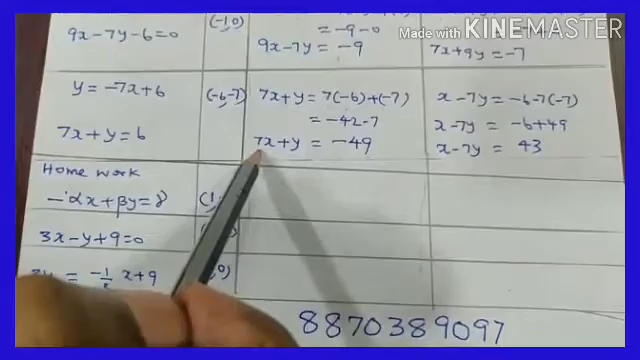 Made with KINEMASTER
9x-7y-6=0
(-1,0)
= -9-0
9x-7y = -9
7x+9y = -7
y = -7x+6
7x+y = 6
(-6,-7)
7x+y = 7(-6)+(-7)
= -42-7
7x+y = -49
x-7y = -6-7(-7)
x-7y = -6+49
x-7y = 43
Home work
-αx+βy=8
3x-y+9=0
8870389097